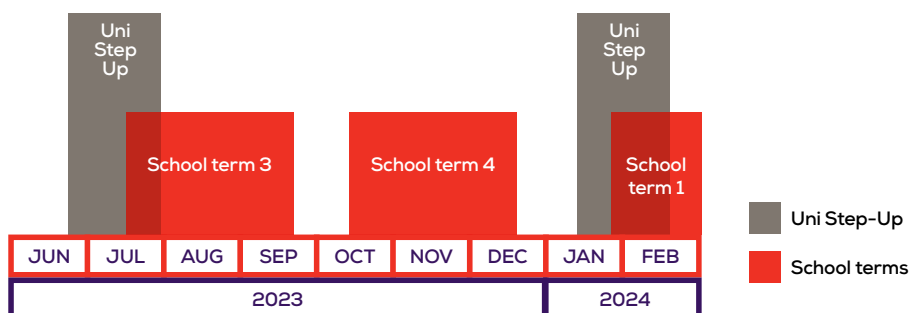 Uni
Step
Up
Uni
Step
Up
School term 3
School term 4
School
term 1
Uni Step-Up
School terms
JUN JUL AUG SEP OCT NOV DEC JAN FEB
2023 2024